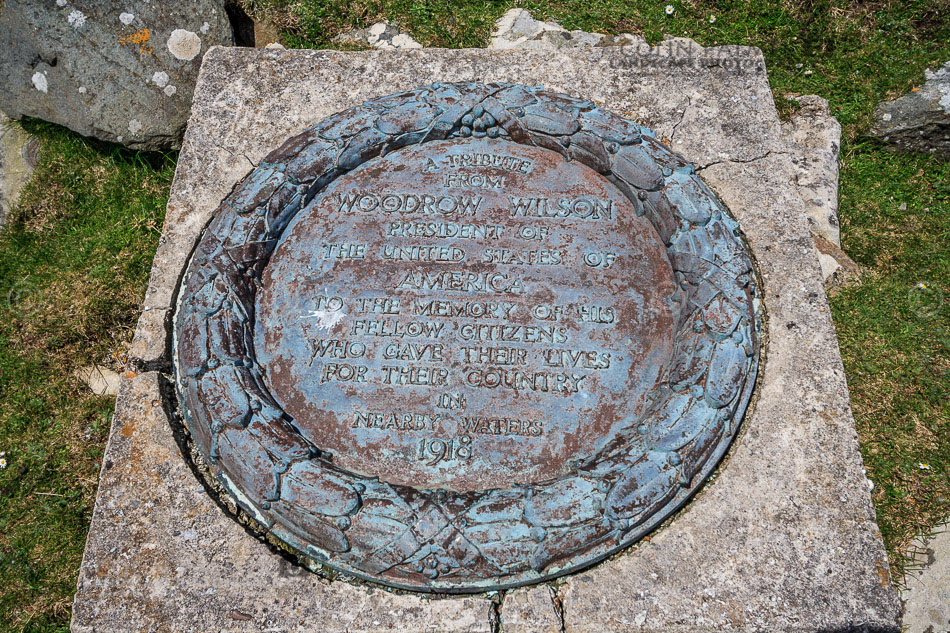 A TRIBUTE
FROM
WOODROW WILSON
PRESIDENT OF
THE UNITED STATES OF
AMERICA
TO THE MEMORY OF HIS
FELLOW CITIZENS
WHO GAVE THEIR LIVES
FOR THEIR COUNTRY
IN
NEARBY WATERS
1918